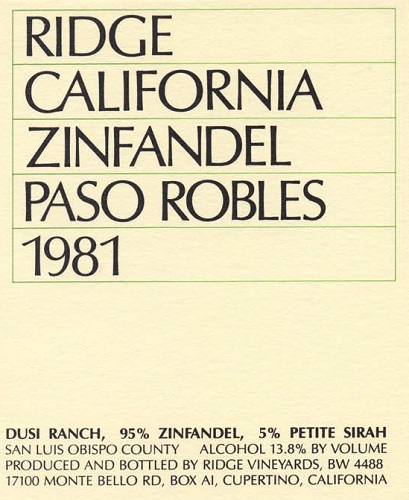 RIDGE
CALIFORNIA
ZINFANDEL
PASO ROBLES
1981
DUSI RANCH, 95% ZINFANDEL, 5% PETITE SIRAH
SAN LUIS OBISPO COUNTY ALCOHOL 13.8% BY VOLUME
PRODUCED AND BOTTLED BY RIDGE VINEYARDS, BW 4488
17100 MONTE BELLO RD, BOX AI, CUPERTINO, CALIFORNIA